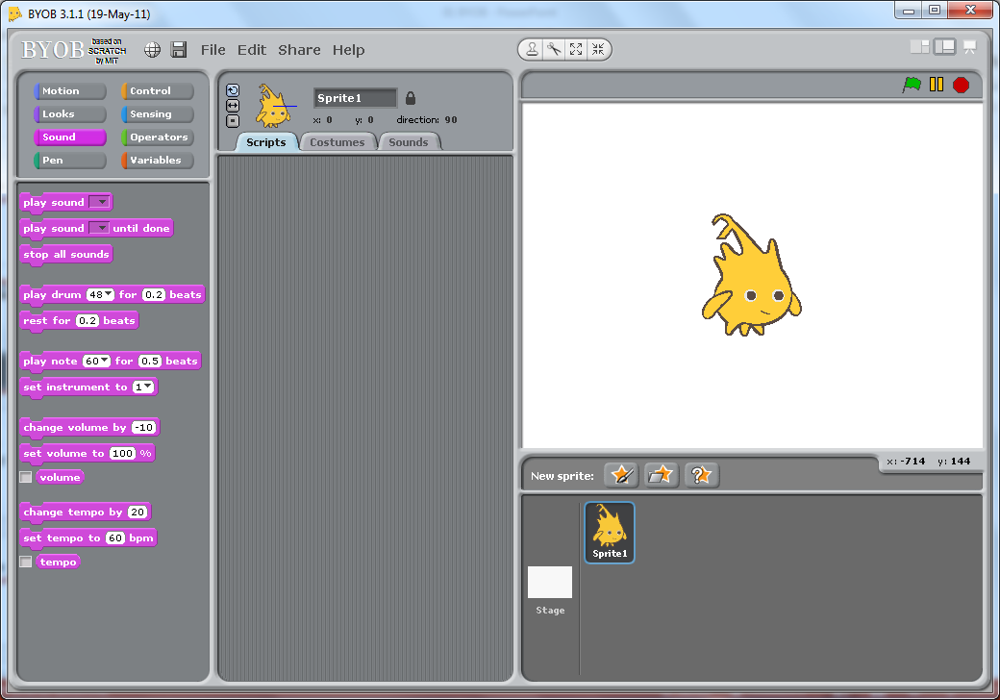 BYOB 3.1.1 (19-May-11)
BYOB
based on
SCRATCH
by MIT
File Edit Share Help
Motion Control
Looks Sensing
Sound Operators
Pen Variables
Sprite1
x: 0 y: 0 direction: 90
Scripts Costumes Sounds
play sound
play sound until done
stop all sounds
play drum 48 for 0.2 beats
rest for 0.2 beats
play note 60 for 0.5 beats
set instrument to 1
change volume by -10
set volume to 100 %
volume
change tempo by 20
set tempo to 60 bpm
tempo
x: -714 y: 144
New sprite:
Sprite1
Stage